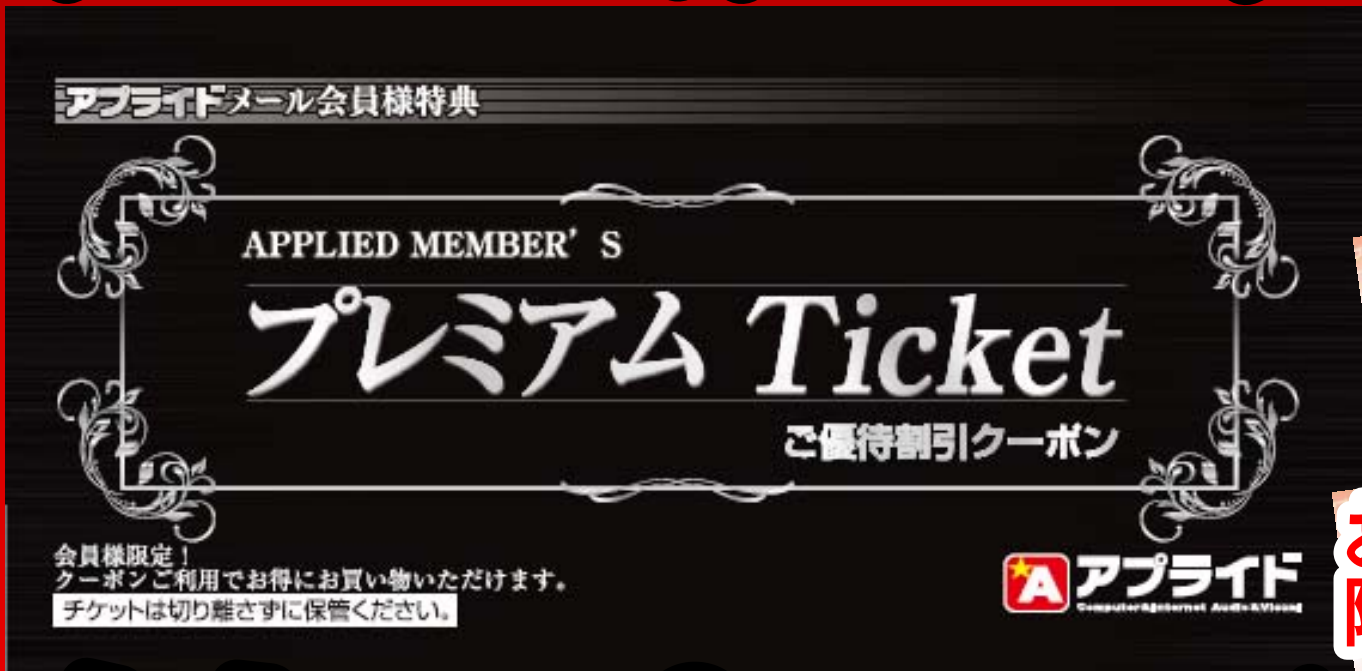 アプライドメール会員様特典
APPLIED MEMBER'S
プレミアム Ticket
ご優待割引クーポン
会員様限定！
クーポンご利用でお得にお買い物いただけます。
チケットは切り離さずに保管ください。
A アプライド
Computer&Internet Audio&Visual